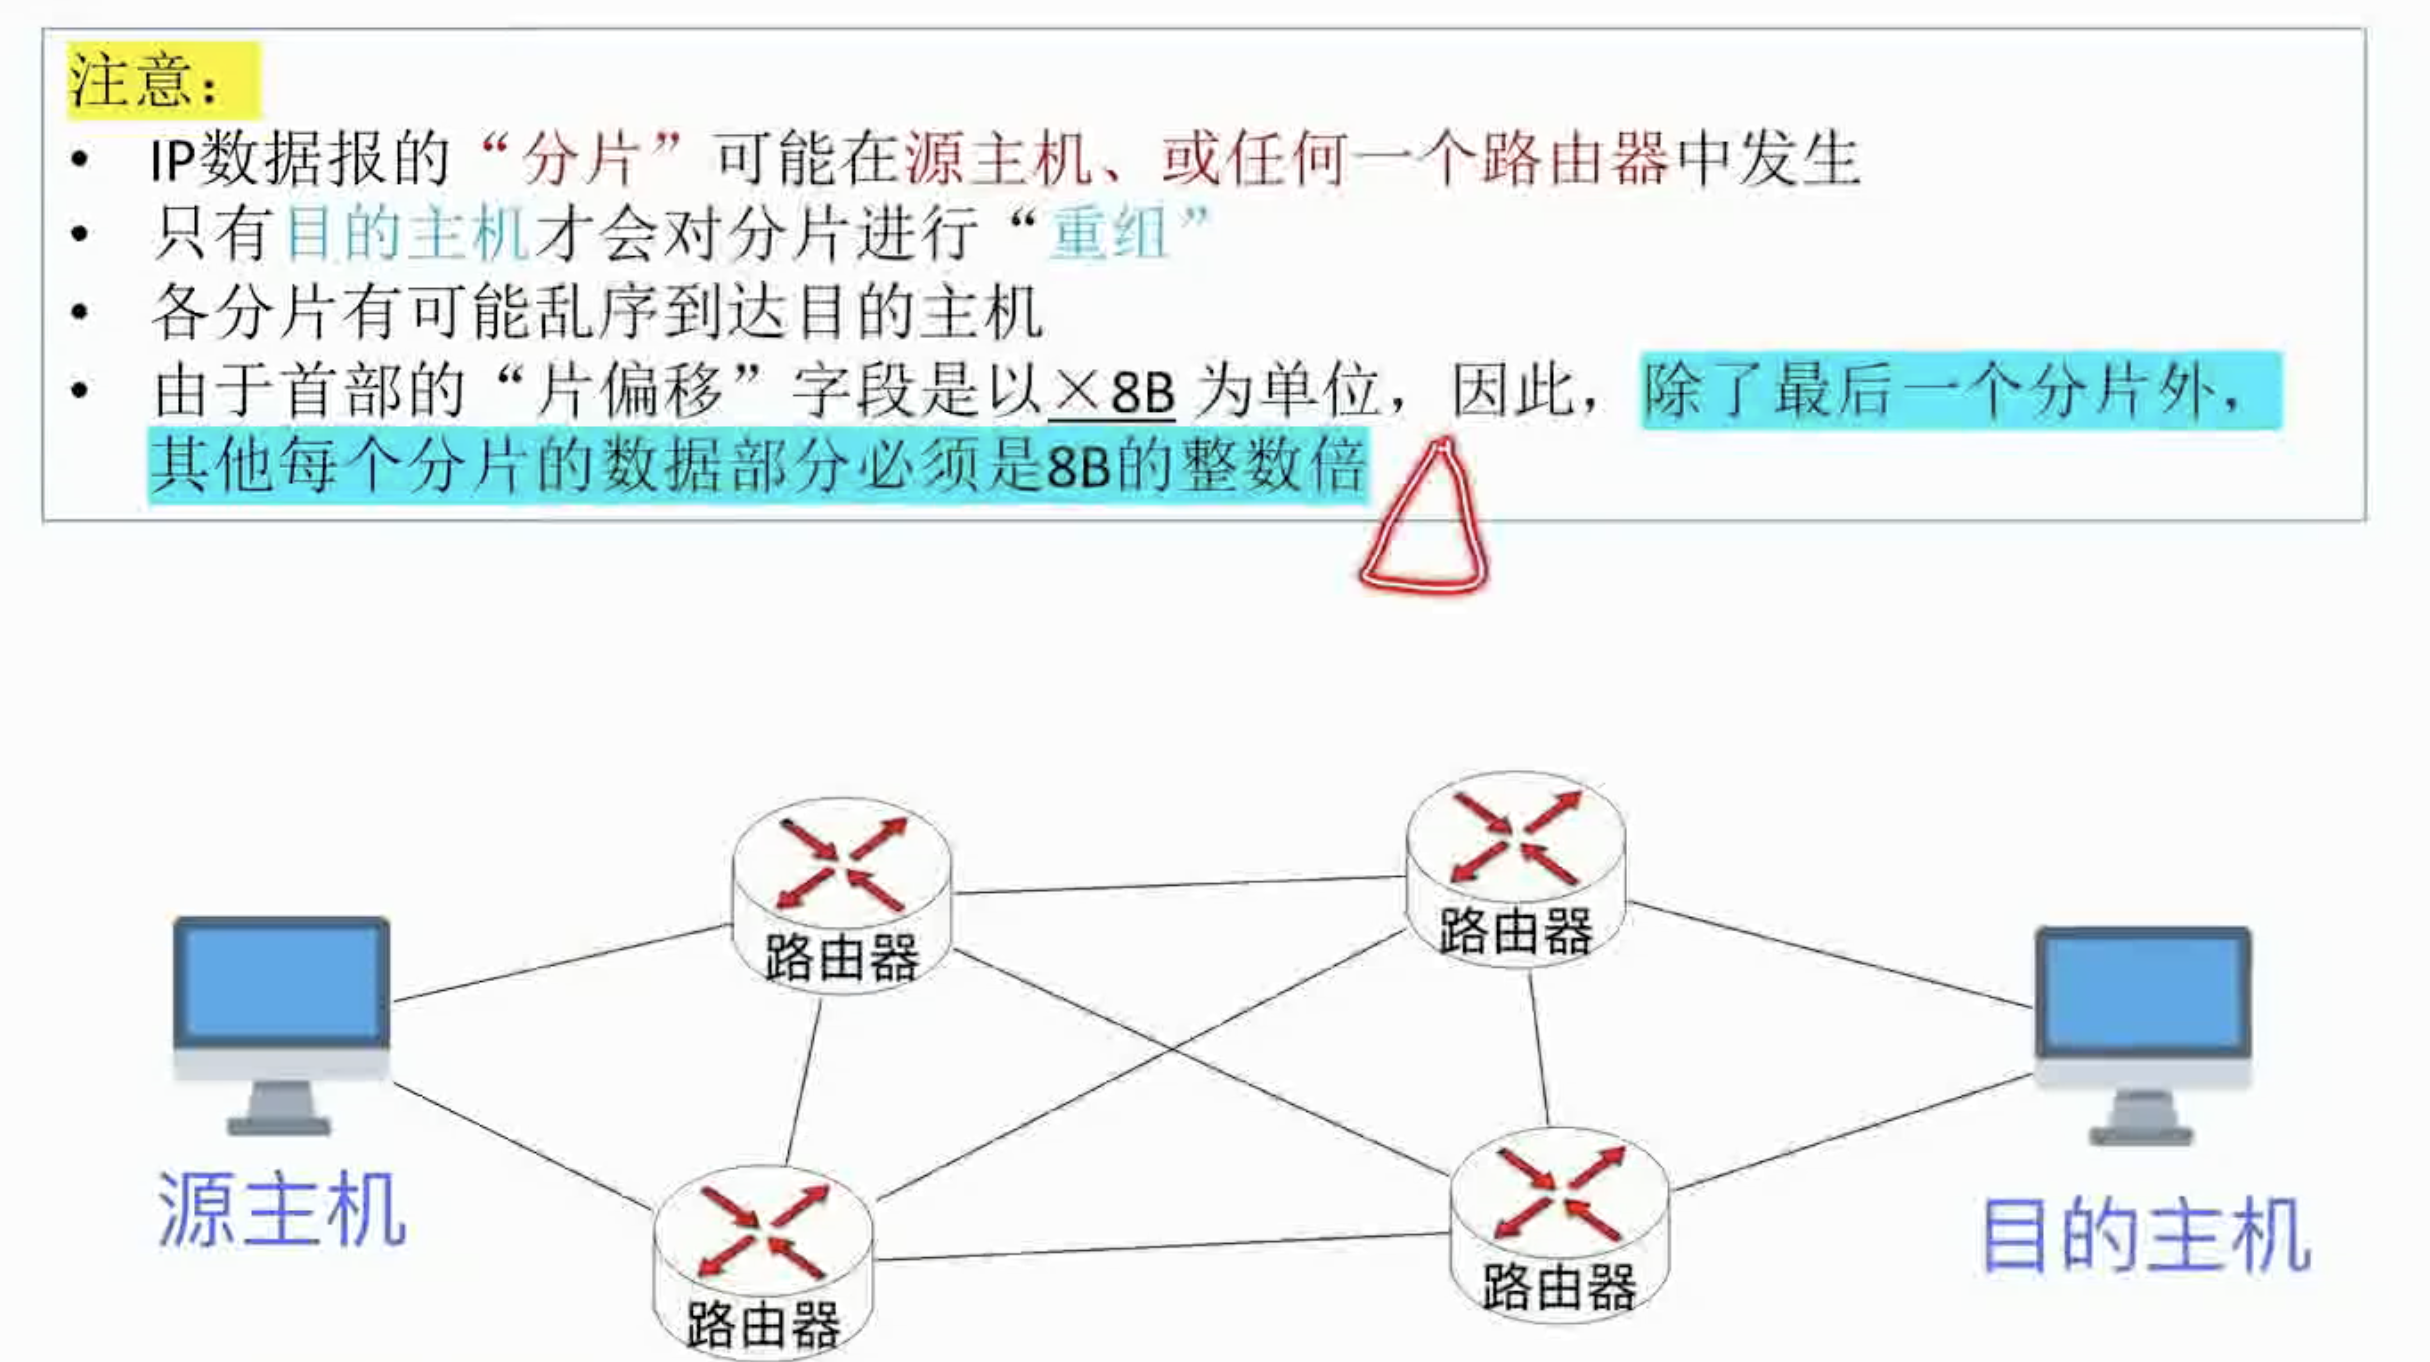 注意：
• IP数据报的“分片”可能在源主机、或任何一个路由器中发生
• 只有目的主机才会对分片进行“重组”
• 各分片有可能乱序到达目的主机
• 由于首部的“片偏移”字段是以×8B 为单位，因此，除了最后一个分片外，
其他每个分片的数据部分必须是8B的整数倍
路由器
路由器
源主机
目的主机
路由器
路由器